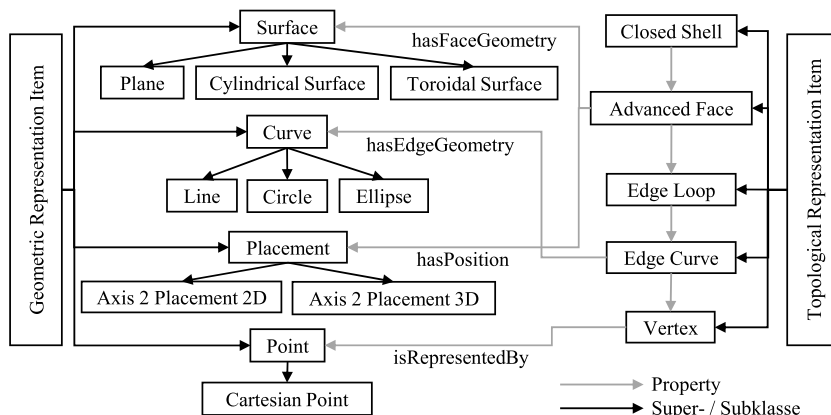 Geometric Representation Item
Surface
hasFaceGeometry
Plane
Cylindrical Surface
Toroidal Surface
Curve
hasEdgeGeometry
Line
Circle
Ellipse
Placement
hasPosition
Axis 2 Placement 2D
Axis 2 Placement 3D
Point
isRepresentedBy
Cartesian Point
Closed Shell
Advanced Face
Edge Loop
Edge Curve
Vertex
Topological Representation Item
Property
Super- / Subklasse